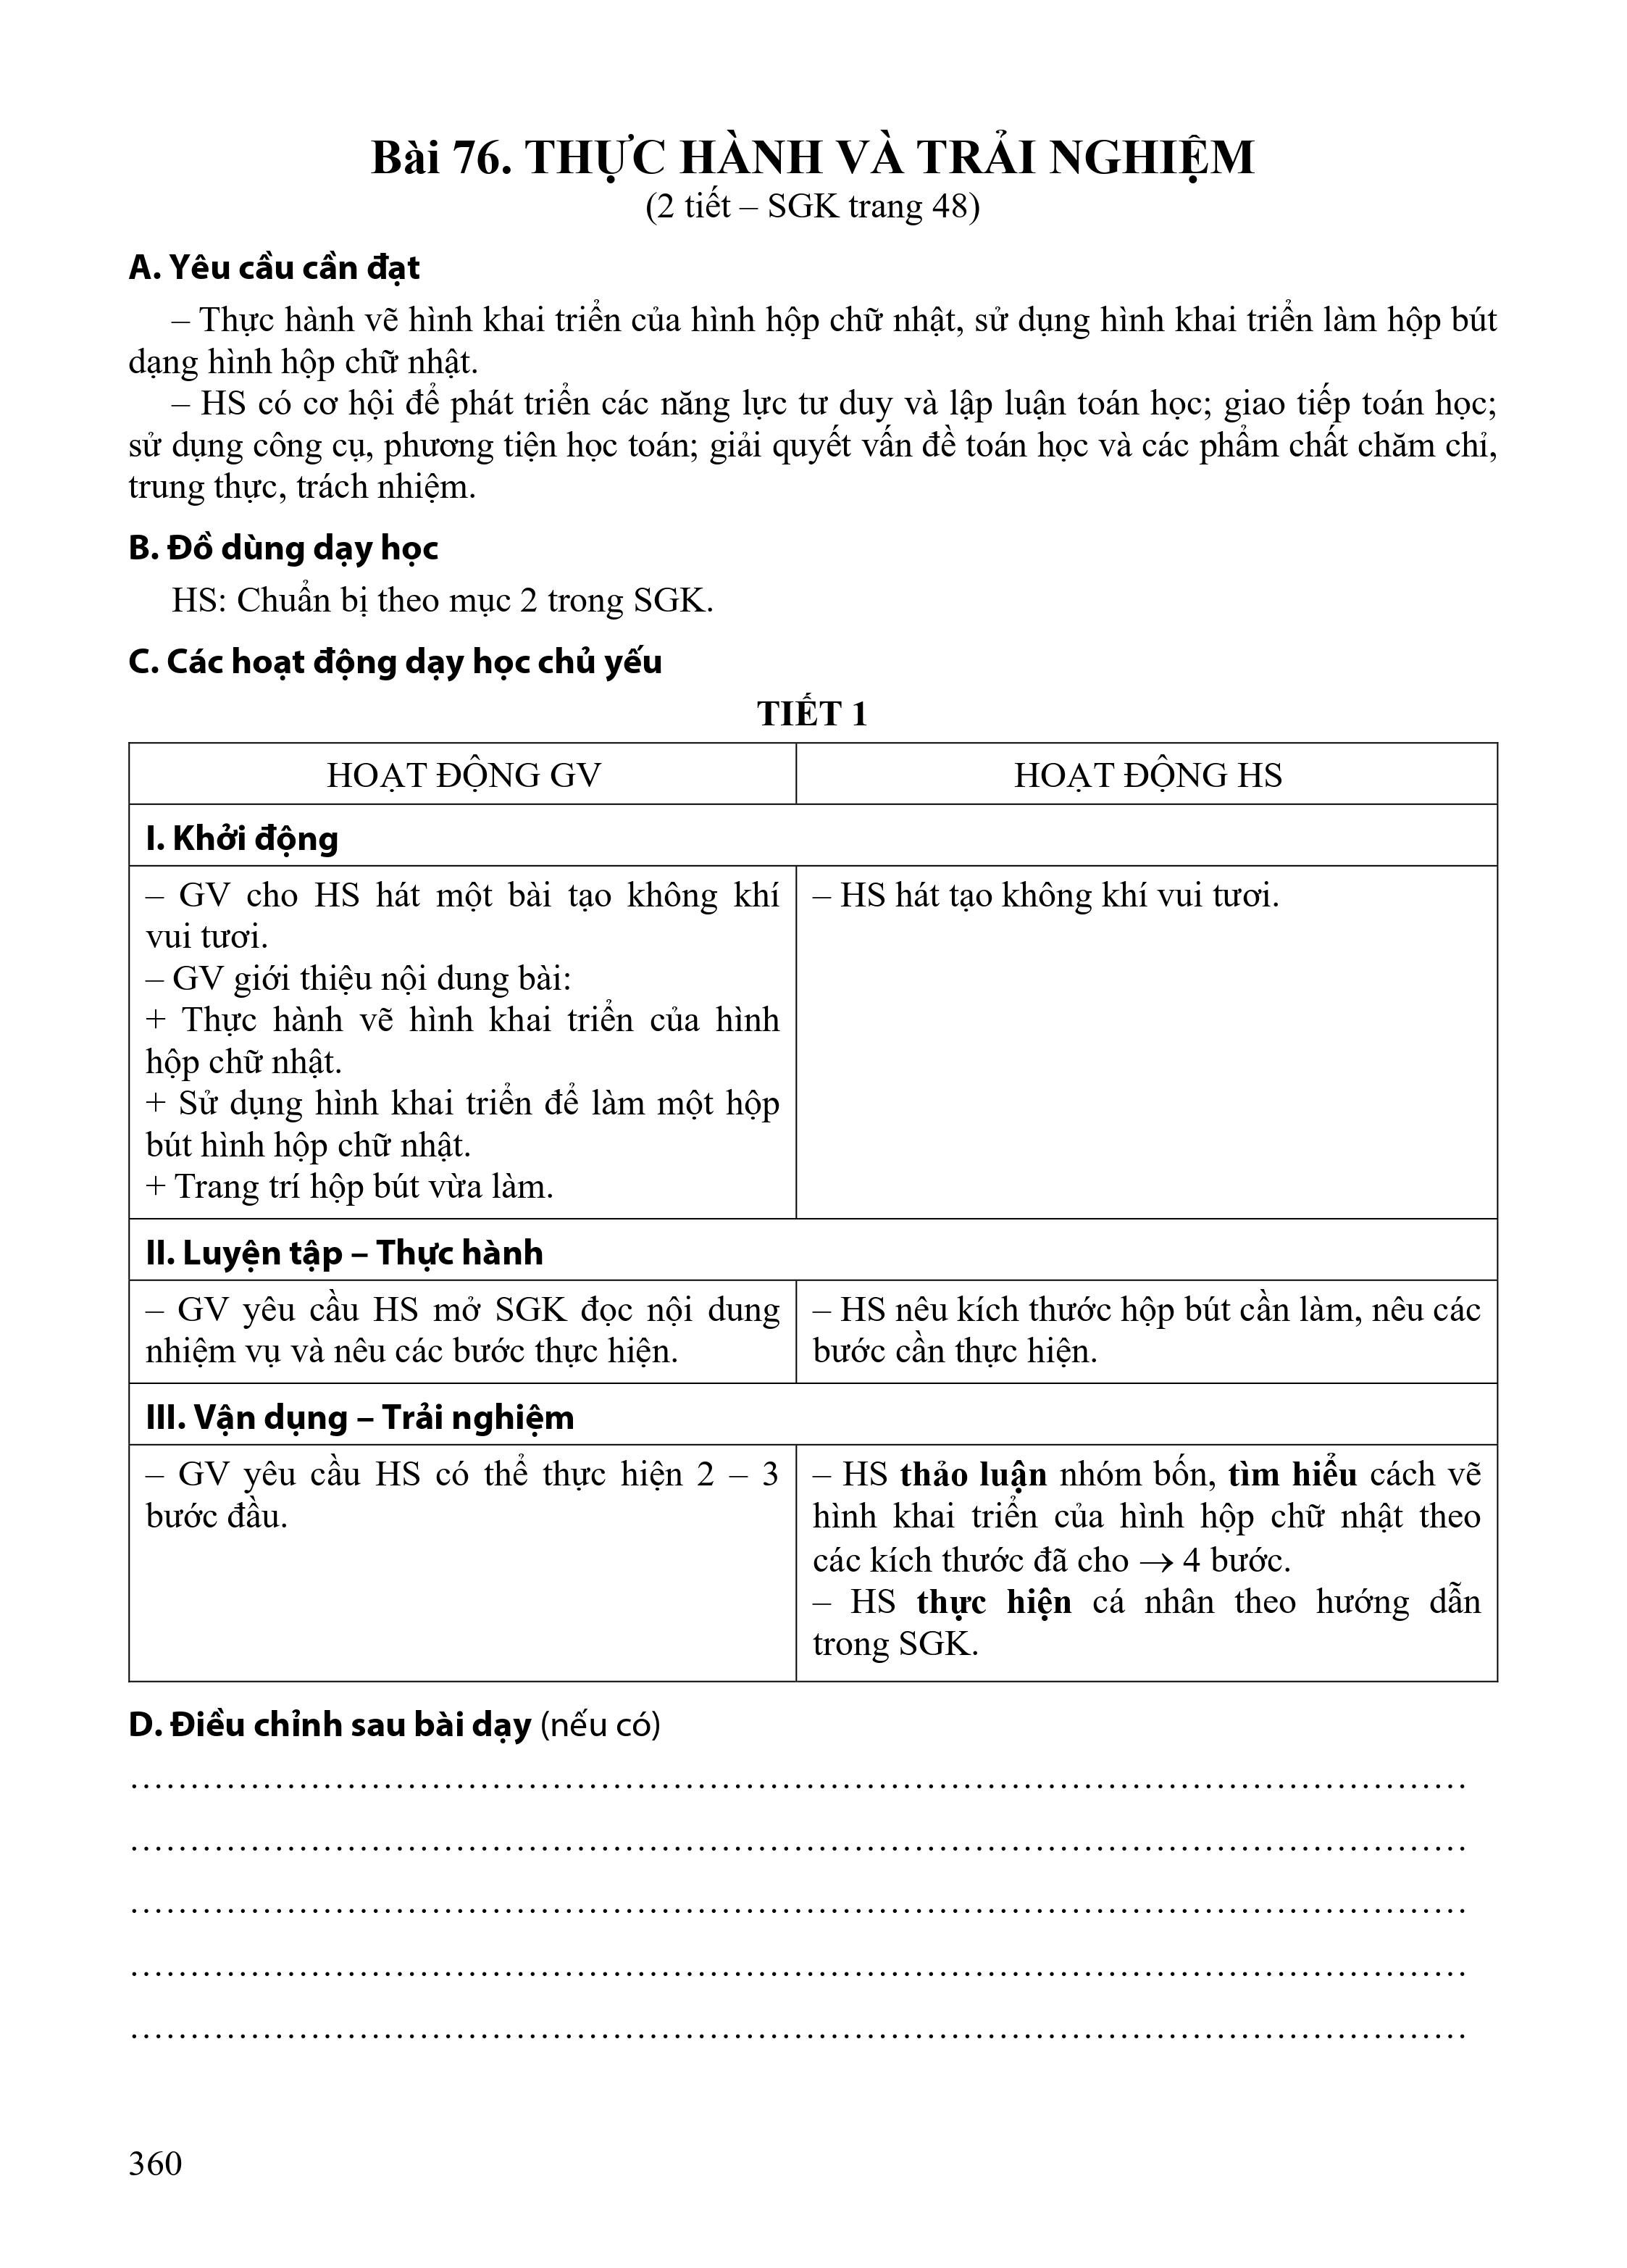 Bài 76. THỰC HÀNH VÀ TRẢI NGHIỆM
(2 tiết – SGK trang 48)
A. Yêu cầu cần đạt
– Thực hành vẽ hình khai triển của hình hộp chữ nhật, sử dụng hình khai triển làm hộp bút
dạng hình hộp chữ nhật.
– HS có cơ hội để phát triển các năng lực tư duy và lập luận toán học; giao tiếp toán học;
sử dụng công cụ, phương tiện học toán; giải quyết vấn đề toán học và các phẩm chất chăm chỉ,
trung thực, trách nhiệm.
B. Đồ dùng dạy học
HS: Chuẩn bị theo mục 2 trong SGK.
C. Các hoạt động dạy học chủ yếu
TIẾT 1
HOẠT ĐỘNG GV
HOẠT ĐỘNG HS
I. Khởi động
– GV cho HS hát một bài tạo không khí
vui tươi.
– GV giới thiệu nội dung bài:
+ Thực hành vẽ hình khai triển của hình
hộp chữ nhật.
+ Sử dụng hình khai triển để làm một hộp
bút hình hộp chữ nhật.
+ Trang trí hộp bút vừa làm.
– HS hát tạo không khí vui tươi.
II. Luyện tập – Thực hành
– GV yêu cầu HS mở SGK đọc nội dung
nhiệm vụ và nêu các bước thực hiện.
– HS nêu kích thước hộp bút cần làm, nêu các
bước cần thực hiện.
III. Vận dụng – Trải nghiệm
– GV yêu cầu HS có thể thực hiện 2 – 3
bước đầu.
– HS thảo luận nhóm bốn, tìm hiểu cách vẽ
hình khai triển của hình hộp chữ nhật theo
các kích thước đã cho → 4 bước.
– HS thực hiện cá nhân theo hướng dẫn
trong SGK.
D. Điều chỉnh sau bài dạy (nếu có)
………………………………………………………………………………………………
………………………………………………………………………………………………
………………………………………………………………………………………………
………………………………………………………………………………………………
………………………………………………………………………………………………
360